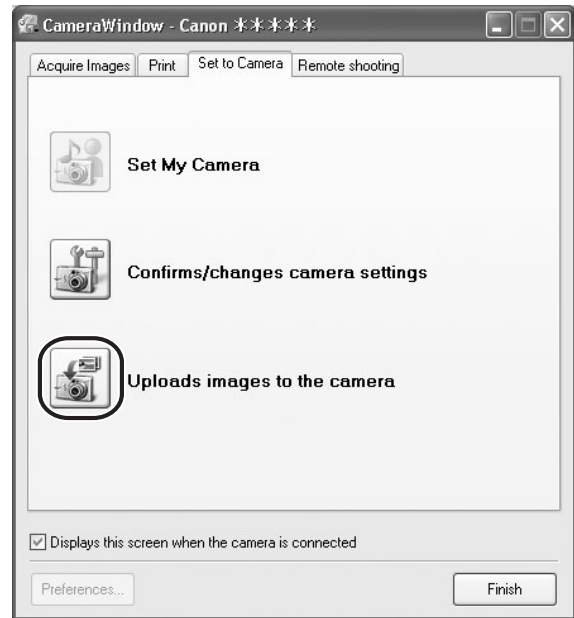 CameraWindow - Canon *****
Acquire Images Print Set to Camera Remote shooting
Set My Camera
Confirms/changes camera settings
Uploads images to the camera
Displays this screen when the camera is connected
Preferences... Finish